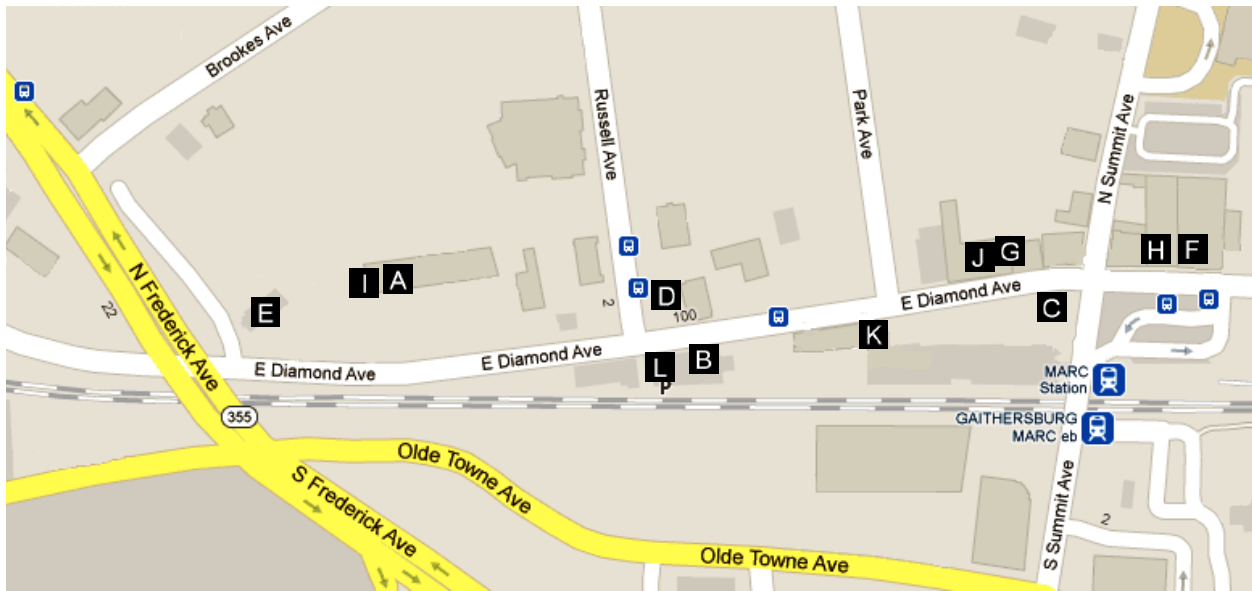 Brookes Ave
Russell Ave
Park Ave
N Summit Ave
J
G
H
F
I
A
E
D
2
100
E Diamond Ave
C
N Frederick Ave
22
K
E Diamond Ave
E Diamond Ave
B
L
P
MARC
Station
355
GAITHERSBURG
MARC eb
Olde Towne Ave
S Frederick Ave
S Summit Ave
2
Olde Towne Ave